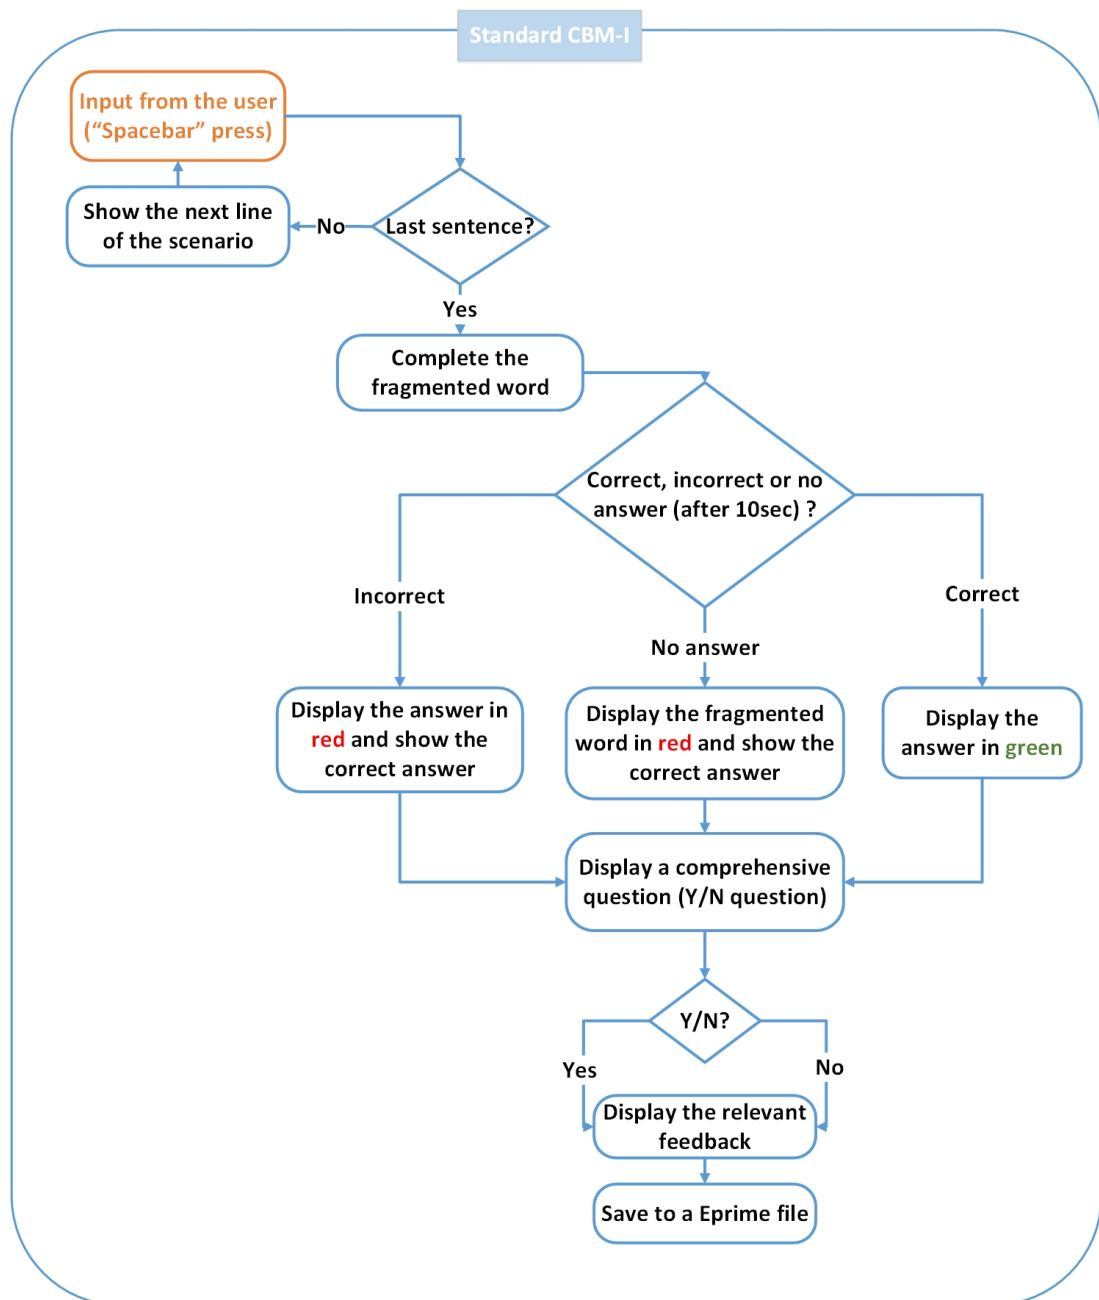 Standard CBM-I
Input from the user
(“Spacebar” press)
Show the next line
of the scenario
No
Last sentence?
Yes
Complete the
fragmented word
Correct, incorrect or no
answer (after 10sec) ?
Incorrect
Correct
No answer
Display the answer in
red and show the
correct answer
Display the fragmented
word in red and show the
correct answer
Display the
answer in green
Display a comprehensive
question (Y/N question)
Y/N?
Yes
No
Display the relevant
feedback
Save to a Eprime file